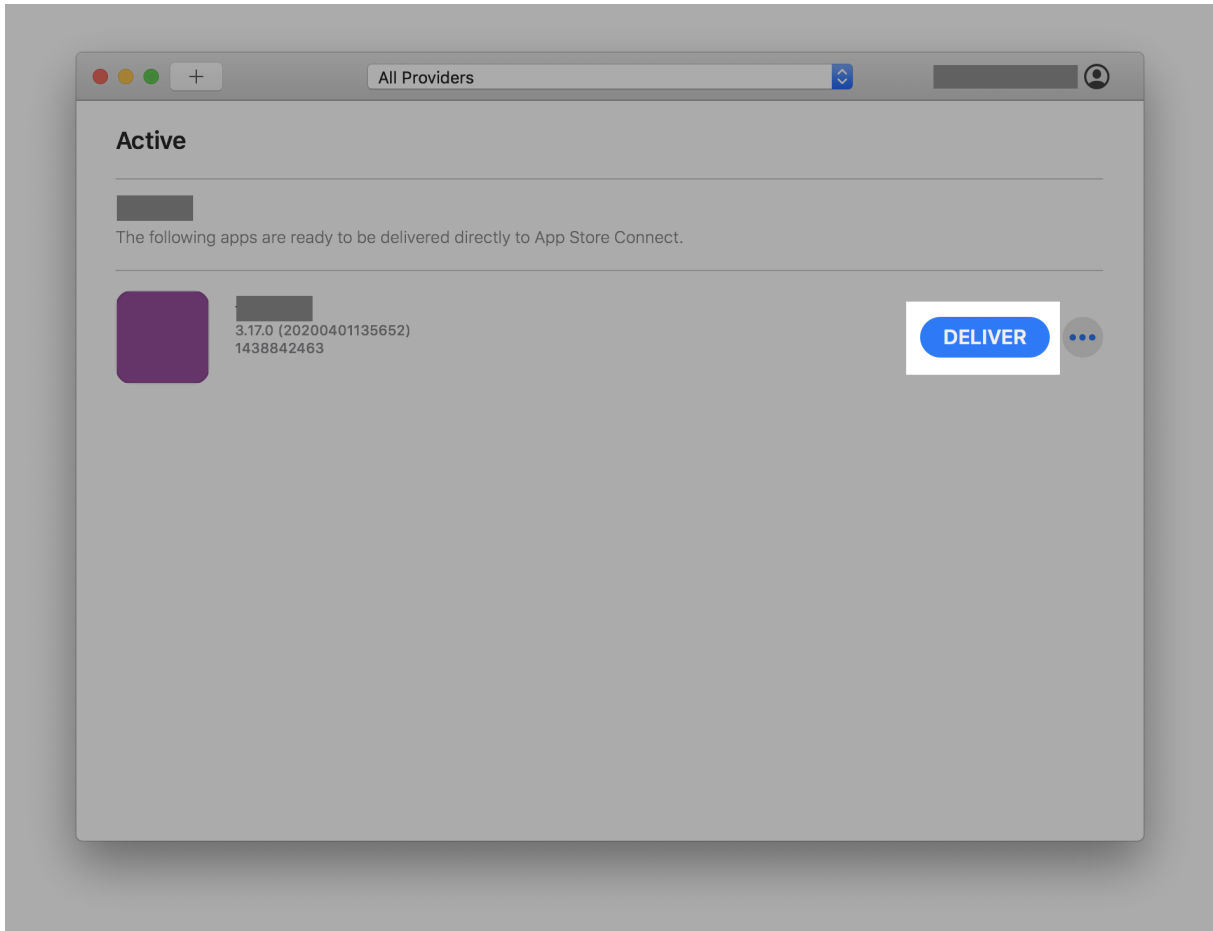 All Providers
Active
The following apps are ready to be delivered directly to App Store Connect.
3.17.0 (20200401135652)
1438842463
DELIVER